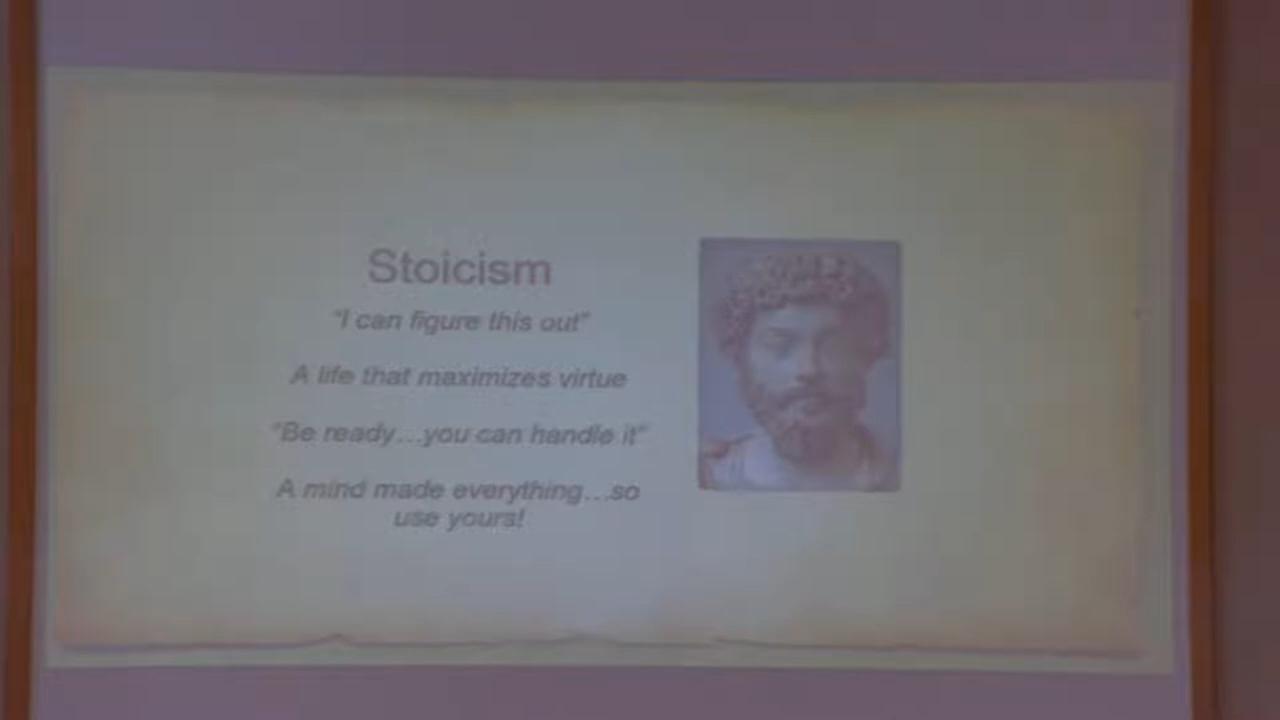 Stoicism
"I can figure this out"
A life that maximizes virtue
"Be ready…you can handle it"
A mind made everything…so
use yours!